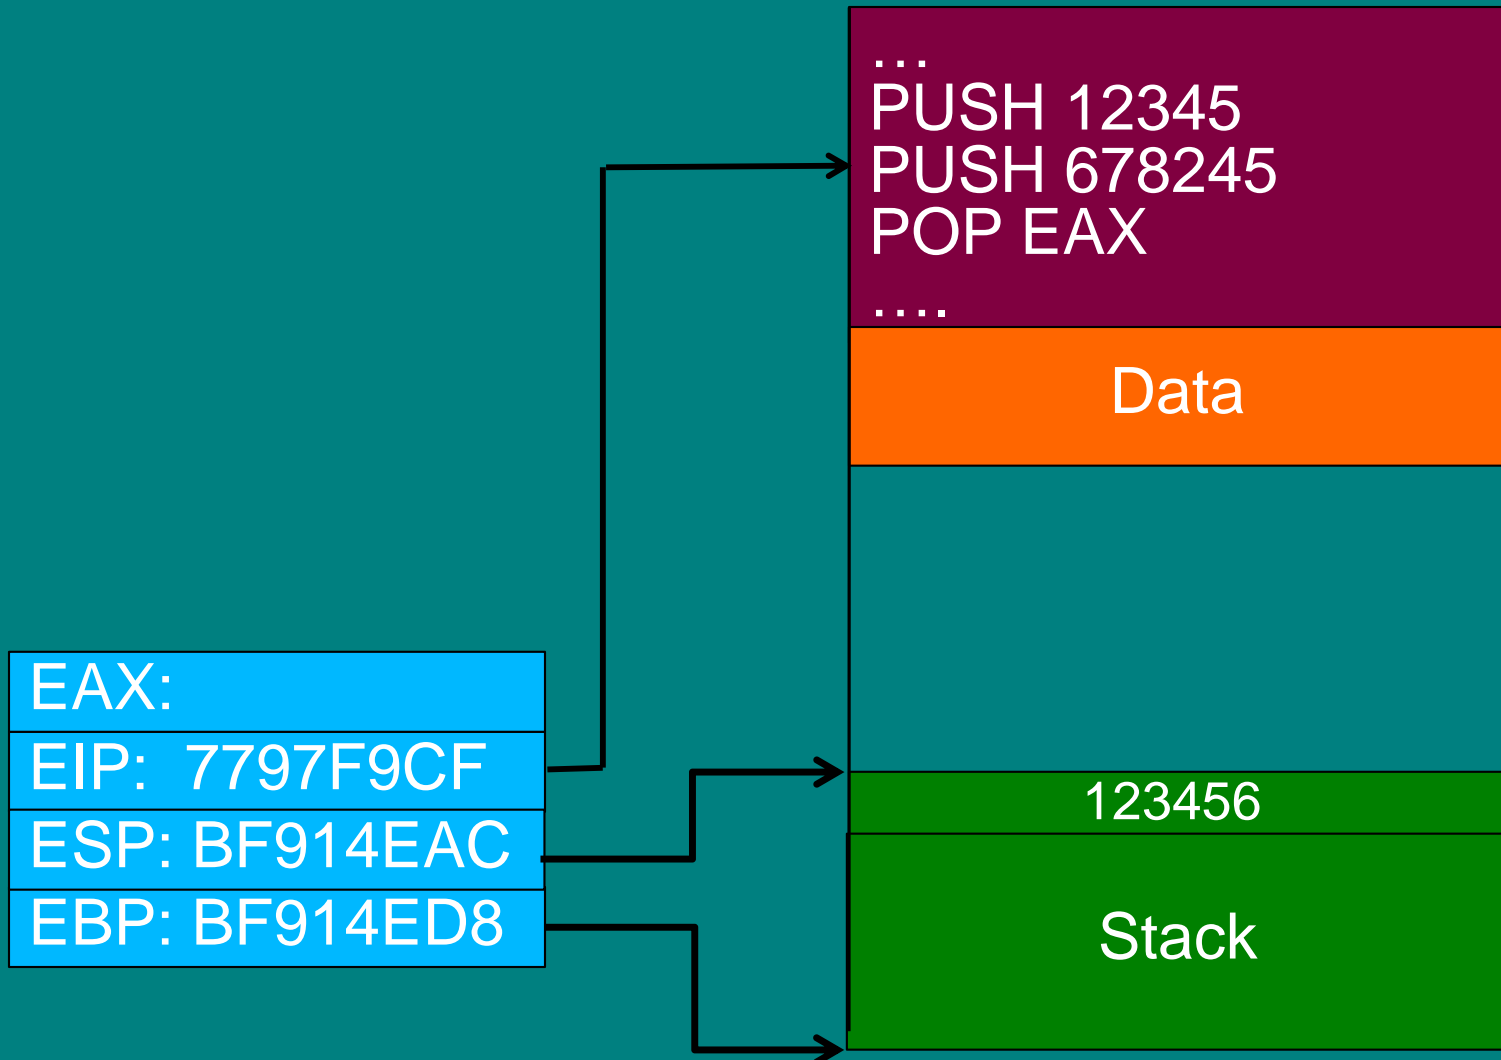 …
PUSH 12345
PUSH 678245
POP EAX
….
Data
EAX:
EIP: 7797F9CF
ESP: BF914EAC
EBP: BF914ED8
123456
Stack